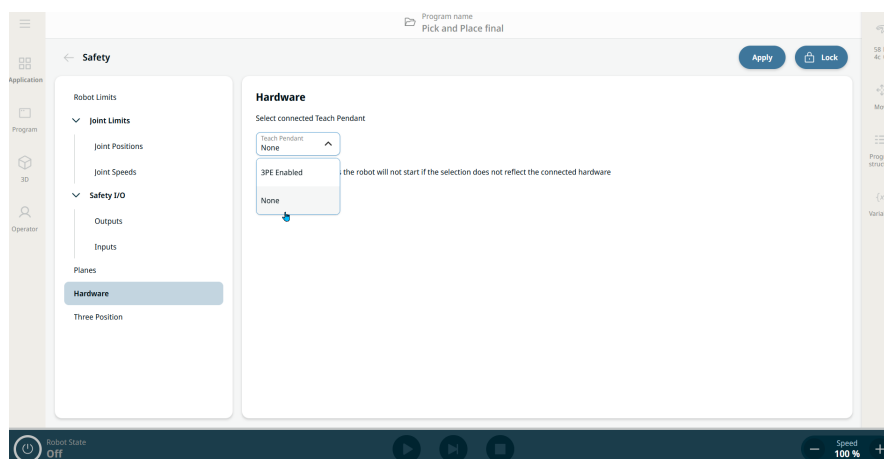 Program name
Pick and Place final
Safety
Apply
Lock
Application
Program
3D
Operator
Robot Limits
Joint Limits
Joint Positions
Joint Speeds
Safety I/O
Outputs
Inputs
Planes
Hardware
Three Position
Hardware
Select connected Teach Pendant
Teach Pendant
None
3PE Enabled
the robot will not start if the selection does not reflect the connected hardware
None
Robot State
Off
Speed
100 %